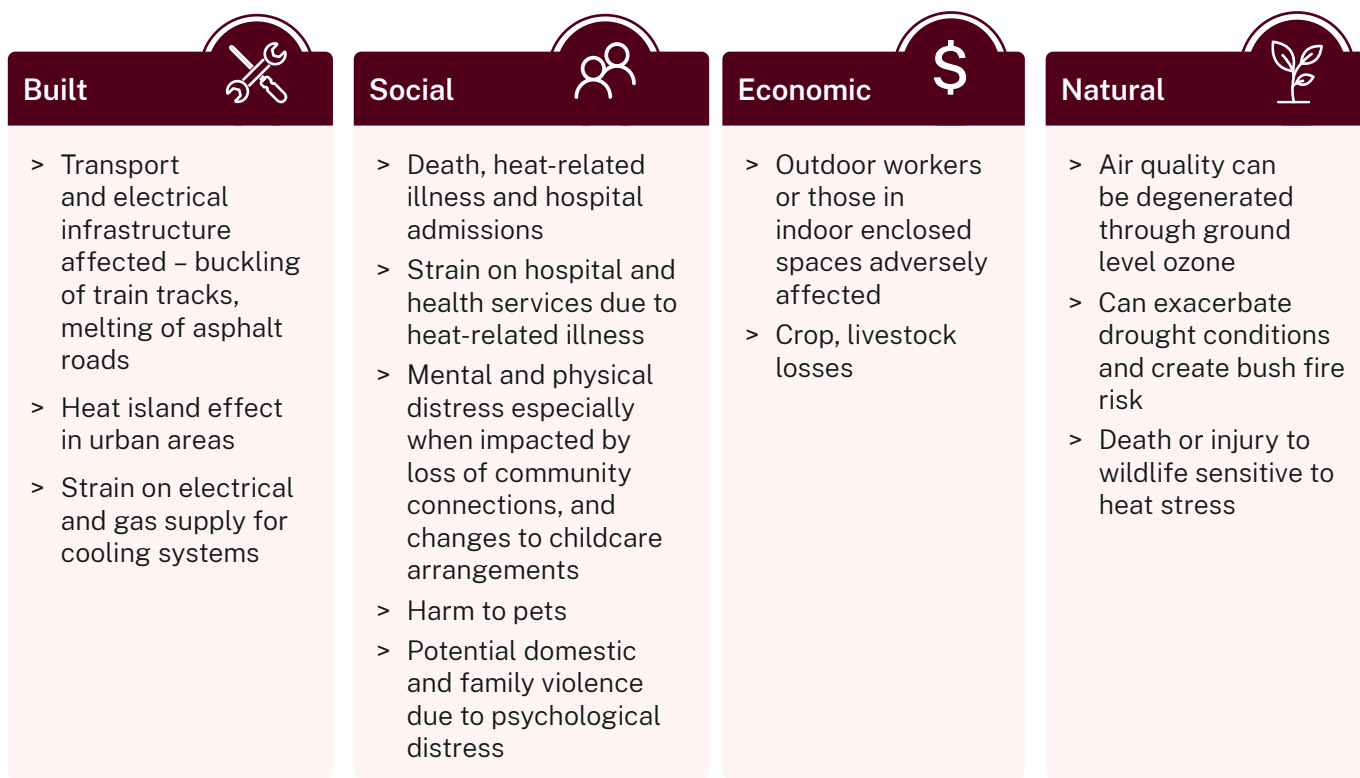 Built
> Transport
and electrical
infrastructure
affected – buckling
of train tracks,
melting of asphalt
roads
> Heat island effect
in urban areas
> Strain on electrical
and gas supply for
cooling systems
Social
> Death, heat-related
illness and hospital
admissions
> Strain on hospital and
health services due to
heat-related illness
> Mental and physical
distress especially
when impacted by
loss of community
connections, and
changes to childcare
arrangements
> Harm to pets
> Potential domestic
and family violence
due to psychological
distress
Economic
$
> Outdoor workers
or those in
indoor enclosed
spaces adversely
affected
> Crop, livestock
losses
Natural
> Air quality can
be degenerated
through ground
level ozone
> Can exacerbate
drought conditions
and create bush fire
risk
> Death or injury to
wildlife sensitive to
heat stress